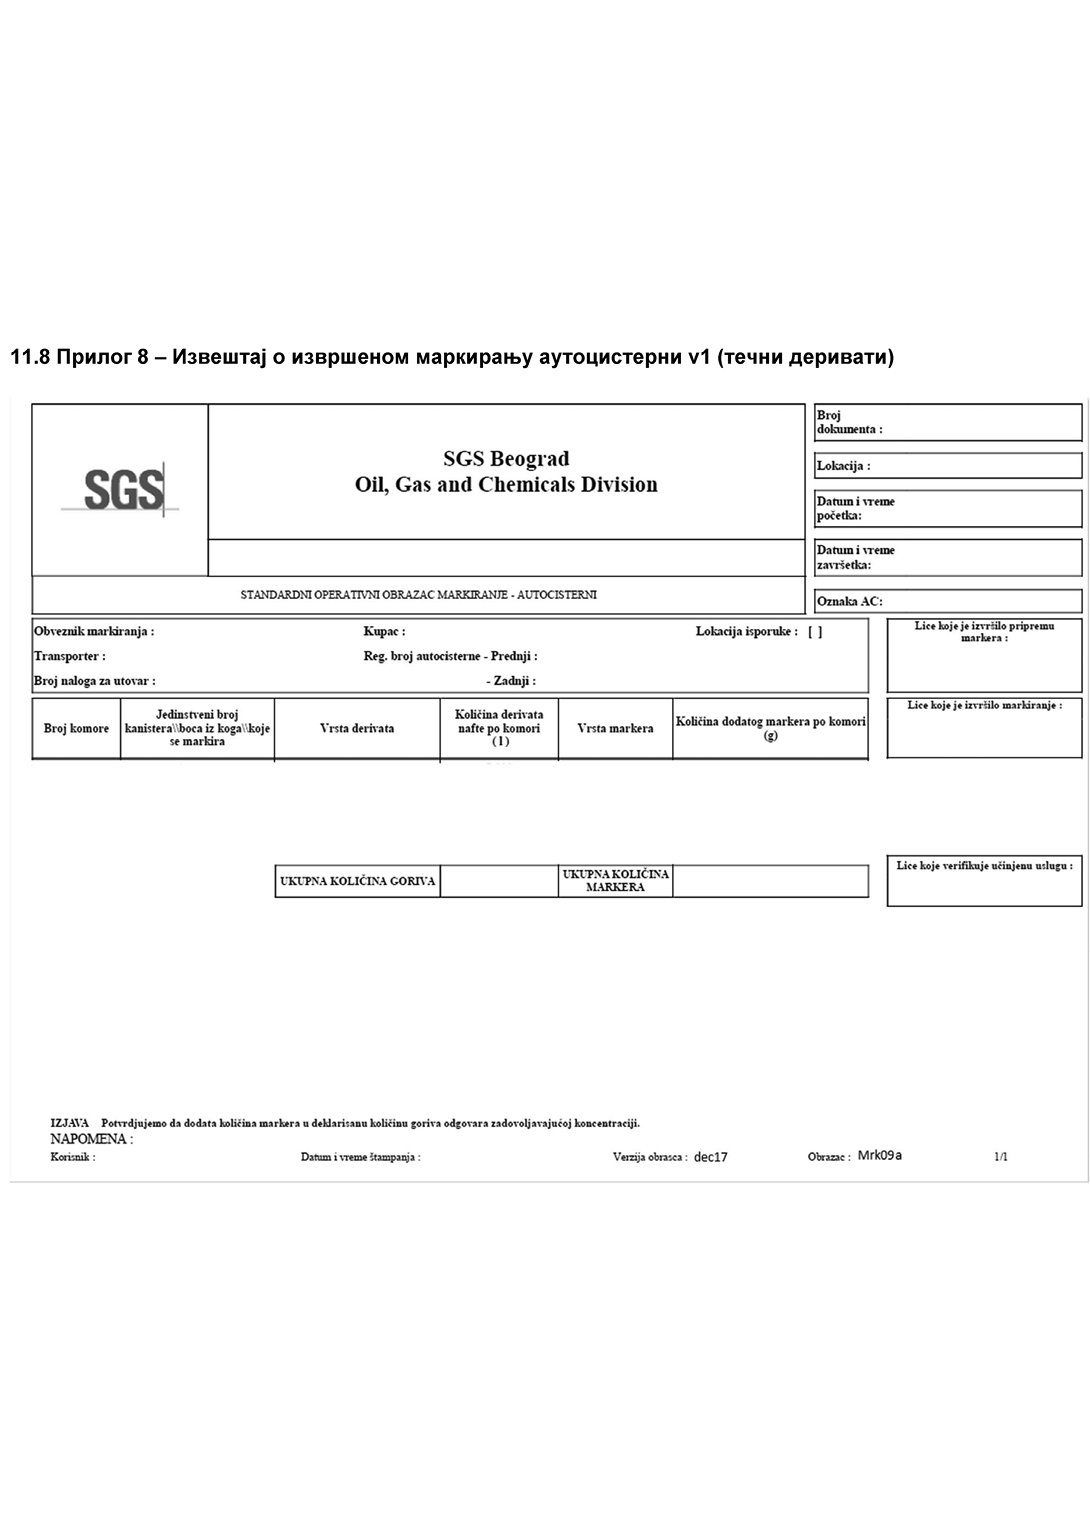 11.8 Прилог 8 – Извештај о извршеном маркирању аутоцистерни v1 (течни деривати)
SGS
SGS Beograd
Oil, Gas and Chemicals Division
STANDARDNI OPERATIVNI OBRAZAC MARKIRANJE - AUTOCISTERNI
Broj
dokumenta :
Lokacija :
Datum i vreme
početka:
Datum i vreme
završetka:
Oznaka AC:
Obveznik markiranja :
Kupac :
Lokacija isporuke : [ ]
Transporter :
Reg. broj autocisterne - Prednji :
Broj naloga za utovar :
- Zadnji :
Lice koje je izvršilo pripremu
markera :
Broj komore
Jedinstveni broj
kanistera\\boca iz koga\\koje
se markira
Vrsta derivata
Količina derivata
nafte po komori
( l )
Vrsta markera
Količina dodatog markera po komori
(g)
Lice koje je izvršilo markiranje :
UKUPNA KOLIČINA GORIVA
UKUPNA KOLIČINA
MARKERA
Lice koje verifikuje učinjenu uslugu :
IZJAVA Potvrdjujemo da dodata količina markera u deklarisanu količinu goriva odgovara zadovoljavajućoj koncentraciji.
NAPOMENA :
Korisnik :
Datum i vreme štampanja :
Verzija obrasca : dec17
Obrazac : Mrk09a
1/1